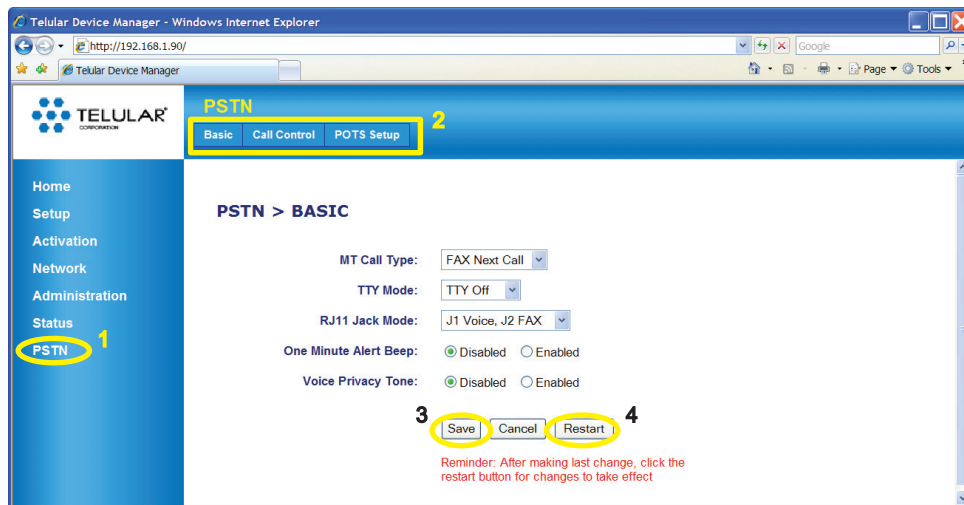 Telular Device Manager - Windows Internet Explorer
http://192.168.1.90/
Google
Telular Device Manager
Page
Tools
TELULAR
CORPORATION
PSTN
2
Basic
Call Control
POTS Setup
Home
Setup
Activation
Network
Administration
Status
PSTN
1
PSTN > BASIC
MT Call Type: FAX Next Call
TTY Mode: TTY Off
RJ11 Jack Mode: J1 Voice, J2 FAX
One Minute Alert Beep: Disabled Enabled
Voice Privacy Tone: Disabled Enabled
3 Save Cancel Restart 4
Reminder: After making last change, click the
restart button for changes to take effect